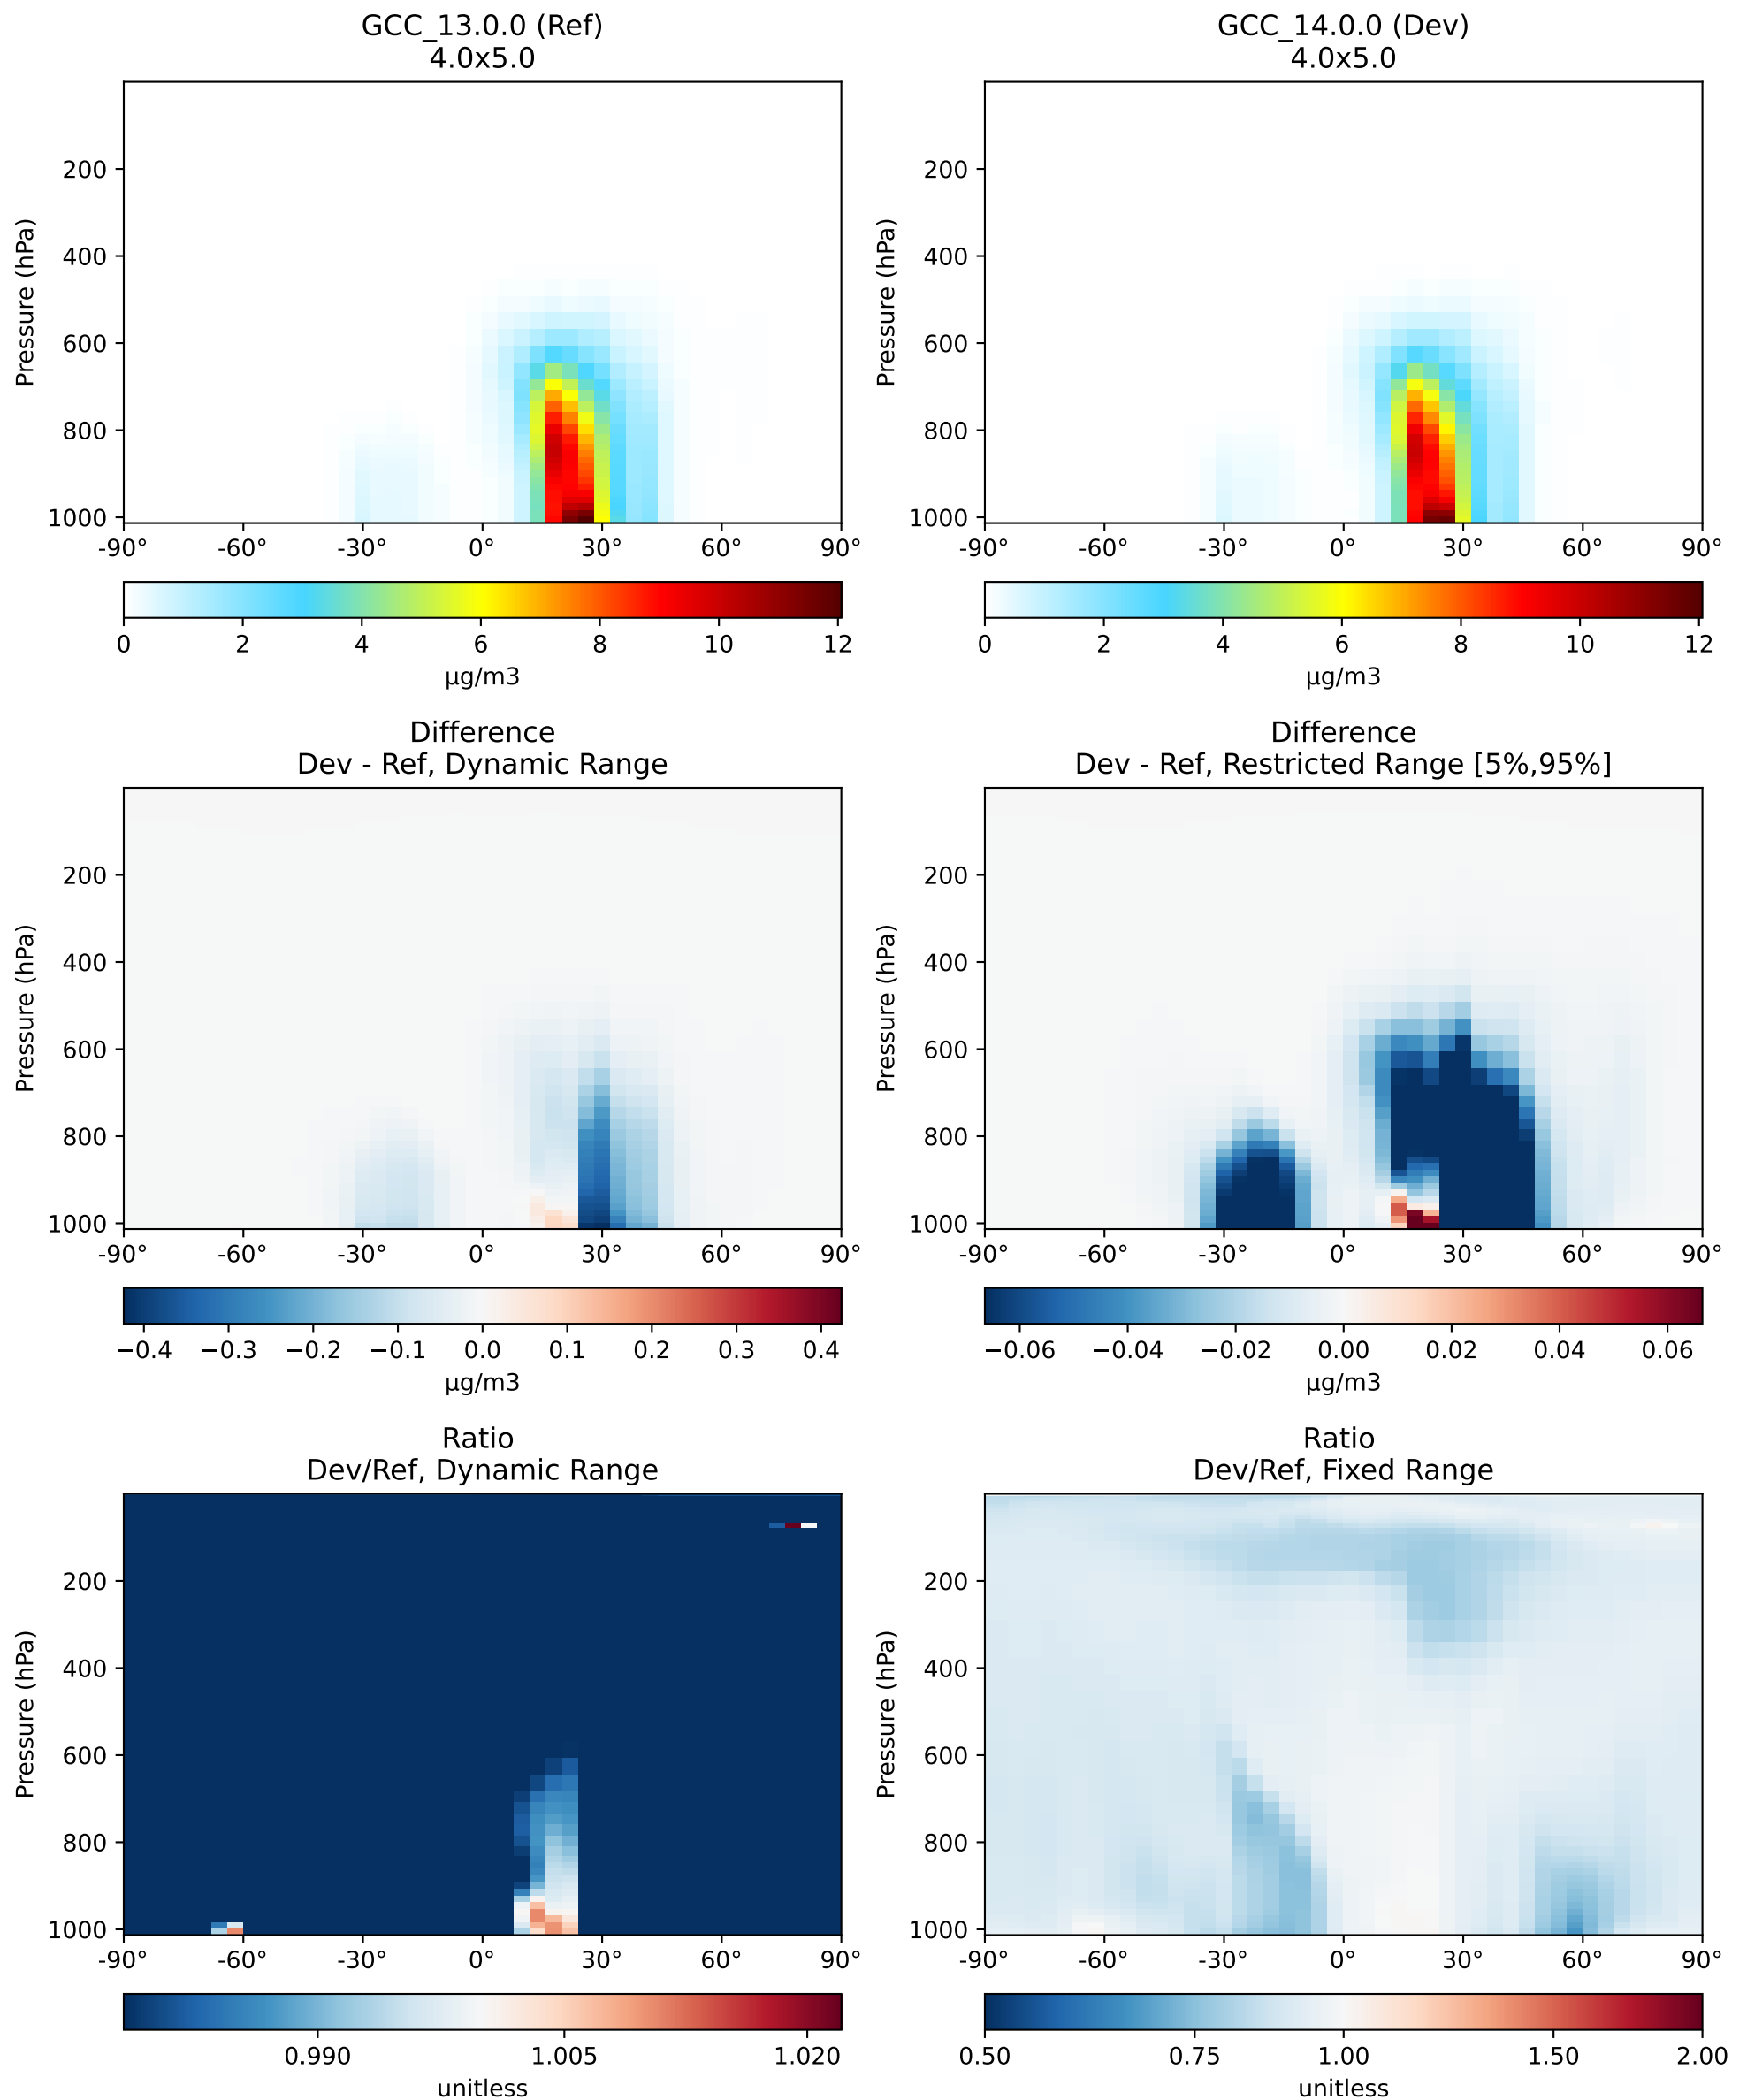 GCC_13.0.0 (Ref)
4.0x5.0
Pressure (hPa)
200
400
600
800
1000
-90° -60° -30° 0° 30° 60° 90°
0 2 4 6 8 10 12
µg/m3
GCC_14.0.0 (Dev)
4.0x5.0
Pressure (hPa)
200
400
600
800
1000
-90° -60° -30° 0° 30° 60° 90°
0 2 4 6 8 10 12
µg/m3
Difference
Dev - Ref, Dynamic Range
Pressure (hPa)
200
400
600
800
1000
-90° -60° -30° 0° 30° 60° 90°
−0.4 −0.3 −0.2 −0.1 0.0 0.1 0.2 0.3 0.4
µg/m3
Difference
Dev - Ref, Restricted Range [5%,95%]
Pressure (hPa)
200
400
600
800
1000
-90° -60° -30° 0° 30° 60° 90°
−0.06 −0.04 −0.02 0.00 0.02 0.04 0.06
µg/m3
Ratio
Dev/Ref, Dynamic Range
Pressure (hPa)
200
400
600
800
1000
-90° -60° -30° 0° 30° 60° 90°
0.990 1.005 1.020
unitless
Ratio
Dev/Ref, Fixed Range
Pressure (hPa)
200
400
600
800
1000
-90° -60° -30° 0° 30° 60° 90°
0.50 0.75 1.00 1.50 2.00
unitless